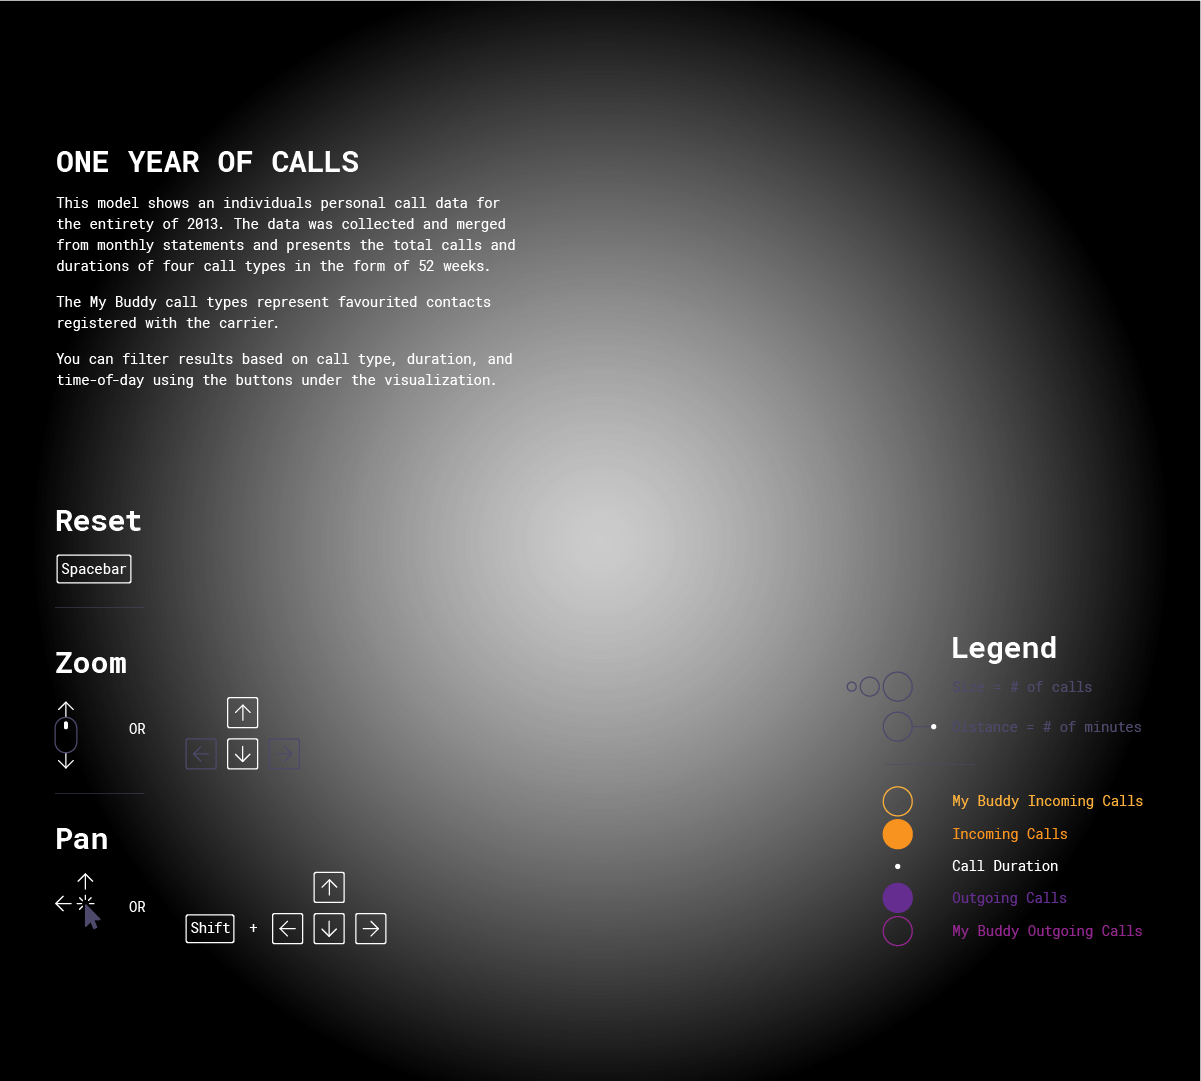 ONE YEAR OF CALLS
This model shows an individuals personal call data for
the entirety of 2013. The data was collected and merged
from monthly statements and presents the total calls and
durations of four call types in the form of 52 weeks.
The My Buddy call types represent favourited contacts
registered with the carrier.
You can filter results based on call type, duration, and
time-of-day using the buttons under the visualization.
Reset
Spacebar
Zoom
OR
Pan
OR
Shift +
Legend
Size = # of calls
Distance = # of minutes
My Buddy Incoming Calls
Incoming Calls
Call Duration
Outgoing Calls
My Buddy Outgoing Calls